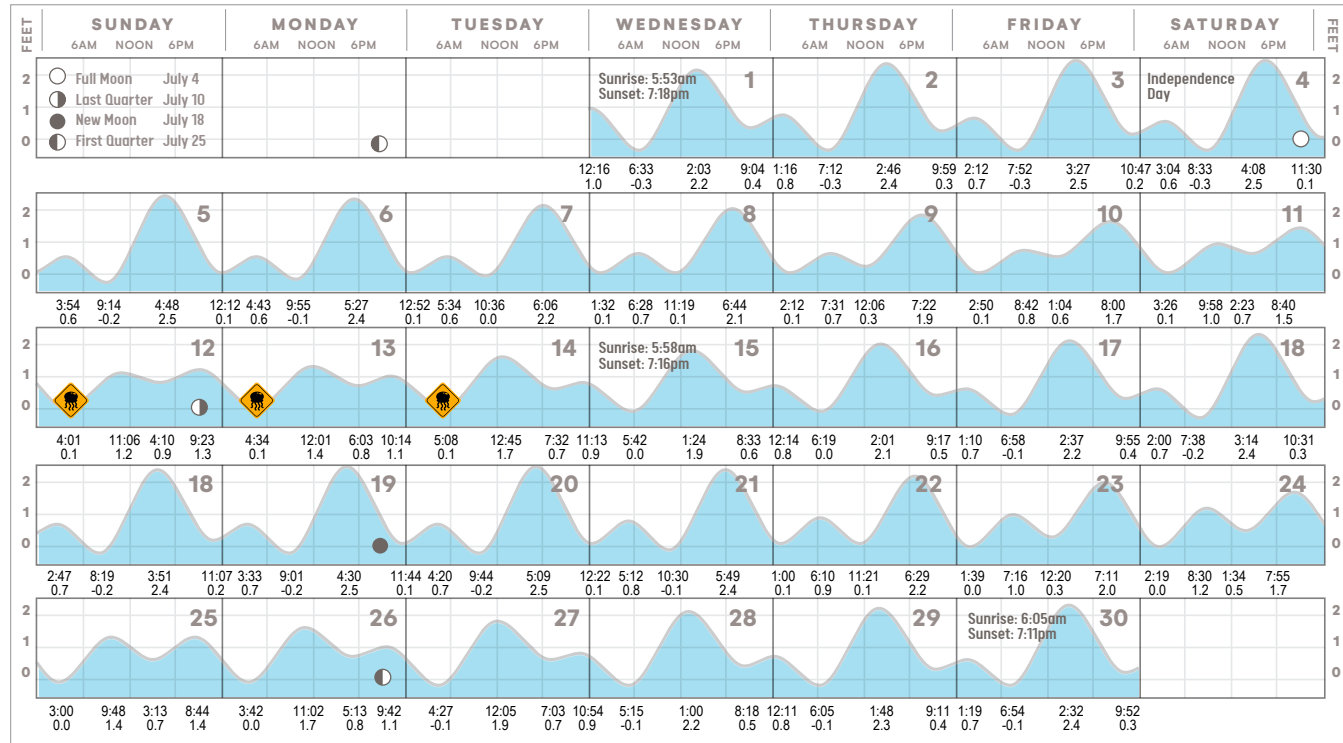 FEET SUNDAY MONDAY TUESDAY WEDNESDAY THURSDAY FRIDAY SATURDAY FEET
6AM NOON 6PM 6AM NOON 6PM 6AM NOON 6PM 6AM NOON 6PM 6AM NOON 6PM 6AM NOON 6PM 6AM NOON 6PM
2 1 0
Full Moon July 4
Last Quarter July 10
New Moon July 18
First Quarter July 25
Sunrise: 5:53am
Sunset: 7:18pm
1 2 3
Independence
Day
4
2 1 0
12:16 6:33 2:03 9:04 1:16 7:12 2:46 9:59 2:12 7:52 3:27 10:47 3:04 8:33 4:08 11:30
1.0 -0.3 2.2 0.4 0.8 -0.3 2.4 0.3 0.7 -0.3 2.5 0.2 0.6 -0.3 2.5 0.1
2 1 0
5 6 7 8 9 10 11
2 1 0
3:54 9:14 4:48 12:12 4:43 9:55 5:27 12:52 5:34 10:36 6:06 1:32 6:28 11:19 6:44 2:12 7:31 12:06 7:22 2:50 8:42 1:04 8:00 3:26 9:58 2:23 8:40
0.6 -0.2 2.5 0.1 0.6 -0.1 2.4 0.1 0.6 0.0 2.2 0.1 0.7 0.1 2.1 0.1 0.7 0.3 1.9 0.1 0.8 0.6 1.7 0.1 1.0 0.7 1.5
2 1 0
12 13 14
Sunrise: 5:58am
Sunset: 7:16pm
15 16 17 18
2 1 0
4:01 11:06 4:10 9:23 4:34 12:01 6:03 10:14 5:08 12:45 7:32 11:13 5:42 1:24 8:33 12:14 6:19 2:01 9:17 1:10 6:58 2:37 9:55 2:00 7:38 3:14 10:31
0.1 1.2 0.9 1.3 0.1 1.4 0.8 1.1 0.1 1.7 0.7 0.9 0.0 1.9 0.6 0.8 0.0 2.1 0.5 0.7 -0.1 2.2 0.4 0.7 -0.2 2.4 0.3
2 1 0
18 19 20 21 22 23 24
2 1 0
2:47 8:19 3:51 11:07 3:33 9:01 4:30 11:44 4:20 9:44 5:09 12:22 5:12 10:30 5:49 1:00 6:10 11:21 6:29 1:39 7:16 12:20 7:11 2:19 8:30 1:34 7:55
0.7 -0.2 2.4 0.2 0.7 -0.2 2.5 0.1 0.7 -0.2 2.5 0.1 0.8 -0.1 2.4 0.1 0.9 0.1 2.2 0.0 1.0 0.3 2.0 0.0 1.2 0.5 1.7
2 1 0
25 26 27 28 29
Sunrise: 6:05am
Sunset: 7:11pm
30
2 1 0
3:00 9:48 3:13 8:44 3:42 11:02 5:13 9:42 4:27 12:05 7:03 10:54 5:15 1:00 8:18 12:11 6:05 1:48 9:11 1:19 6:54 2:32 9:52
0.0 1.4 0.7 1.4 0.0 1.7 0.8 1.1 -0.1 1.9 0.7 0.9 -0.1 2.2 0.5 0.8 -0.1 2.3 0.4 0.7 -0.1 2.4 0.3